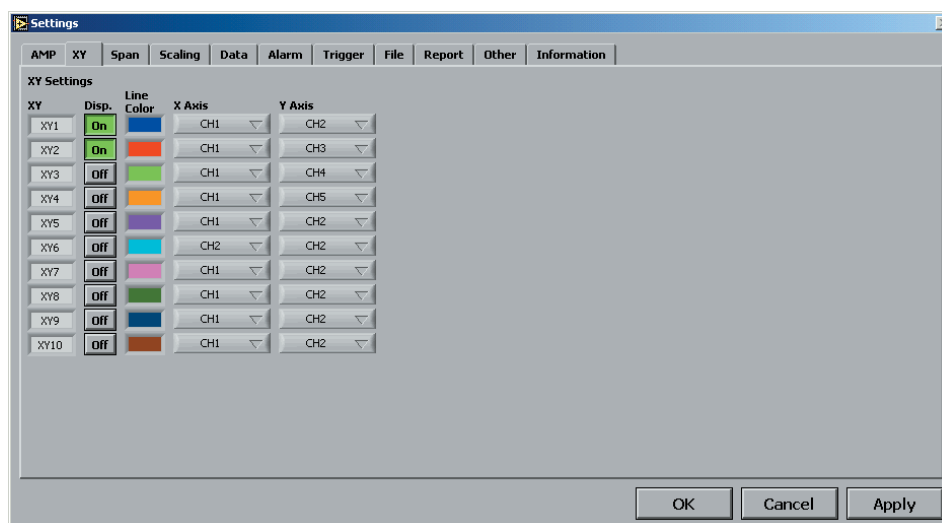 Settings
AMP XY Span Scaling Data Alarm Trigger File Report Other Information
XY Settings
XY Disp. Line Color X Axis Y Axis
XY1 On CH1 CH2
XY2 On CH1 CH3
XY3 Off CH1 CH4
XY4 Off CH1 CH5
XY5 Off CH1 CH2
XY6 Off CH2 CH2
XY7 Off CH1 CH2
XY8 Off CH1 CH2
XY9 Off CH1 CH2
XY10 Off CH1 CH2
OK Cancel Apply